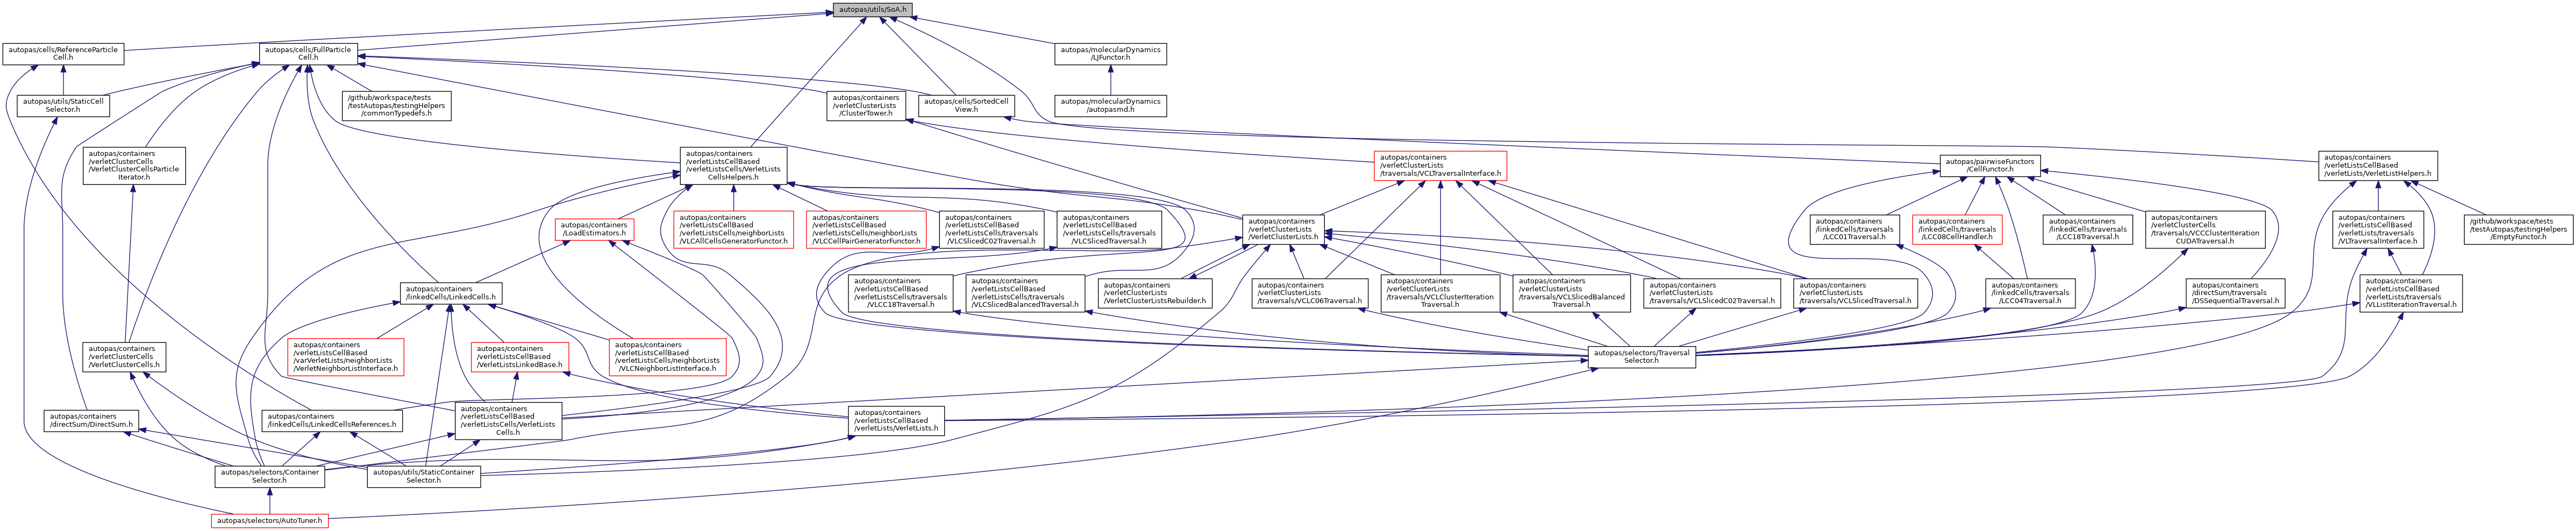 autopas/utils/SoA.h
autopas/cells/ReferenceParticle
Cell.h
autopas/cells/FullParticle
Cell.h
autopas/molecularDynamics
/LJFunctor.h
autopas/utils/StaticCell
Selector.h
/github/workspace/tests
/testAutopas/testingHelpers
/commonTypedefs.h
autopas/containers
/verletClusterLists
/ClusterTower.h
autopas/cells/SortedCell
View.h
autopas/molecularDynamics
/autopasmd.h
autopas/containers
/verletClusterCells
/VerletClusterCellsParticle
Iterator.h
autopas/containers
/verletListsCellBased
/verletListsCells/VerletLists
CellsHelpers.h
autopas/containers
/verletClusterLists
/traversals/VCLTraversalInterface.h
autopas/pairwiseFunctors
/CellFunctor.h
autopas/containers
/verletListsCellBased
/verletLists/VerletListHelpers.h
autopas/containers
/LoadEstimators.h
autopas/containers
/verletListsCellBased
/verletListsCells/neighborLists
/VLCAllCellsGeneratorFunctor.h
autopas/containers
/verletListsCellBased
/verletListsCells/neighborLists
/VLCCellPairGeneratorFunctor.h
autopas/containers
/verletListsCellBased
/verletListsCells/traversals
/VLCSlicedC02Traversal.h
autopas/containers
/verletListsCellBased
/verletListsCells/traversals
/VLCSlicedTraversal.h
autopas/containers
/verletClusterLists
/VerletClusterLists.h
autopas/containers
/linkedCells/traversals
/LCC01Traversal.h
autopas/containers
/linkedCells/traversals
/LCC08CellHandler.h
autopas/containers
/linkedCells/traversals
/LCC18Traversal.h
autopas/containers
/verletClusterCells
/traversals/VCCClusterIteration
CUDATraversal.h
autopas/containers
/verletListsCellBased
/verletLists/traversals
/VLTraversalInterface.h
/github/workspace/tests
/testAutopas/testingHelpers
/EmptyFunctor.h
autopas/containers
/linkedCells/LinkedCells.h
autopas/containers
/verletListsCellBased
/verletListsCells/traversals
/VLCC18Traversal.h
autopas/containers
/verletListsCellBased
/verletListsCells/traversals
/VLCSlicedBalancedTraversal.h
autopas/containers
/verletClusterLists
/VerletClusterListsRebuilder.h
autopas/containers
/verletClusterLists
/traversals/VCLC06Traversal.h
autopas/containers
/verletClusterLists
/traversals/VCLClusterIteration
Traversal.h
autopas/containers
/verletClusterLists
/traversals/VCLSlicedBalanced
Traversal.h
autopas/containers
/verletClusterLists
/traversals/VCLSlicedC02Traversal.h
autopas/containers
/verletClusterLists
/traversals/VCLSlicedTraversal.h
autopas/containers
/linkedCells/traversals
/LCC04Traversal.h
autopas/containers
/directSum/traversals
/DSSequentialTraversal.h
autopas/containers
/verletListsCellBased
/verletLists/traversals
/VLListIterationTraversal.h
autopas/containers
/verletClusterCells
/VerletClusterCells.h
autopas/containers
/verletListsCellBased
/varVerletLists/neighborLists
/VerletNeighborListInterface.h
autopas/containers
/verletListsCellBased
/VerletListsLinkedBase.h
autopas/containers
/verletListsCellBased
/verletListsCells/neighborLists
/VLCNeighborListInterface.h
autopas/selectors/Traversal
Selector.h
autopas/containers
/directSum/DirectSum.h
autopas/containers
/linkedCells/LinkedCellsReferences.h
autopas/containers
/verletListsCellBased
/verletListsCells/VerletLists
Cells.h
autopas/containers
/verletListsCellBased
/verletLists/VerletLists.h
autopas/selectors/Container
Selector.h
autopas/utils/StaticContainer
Selector.h
autopas/selectors/AutoTuner.h